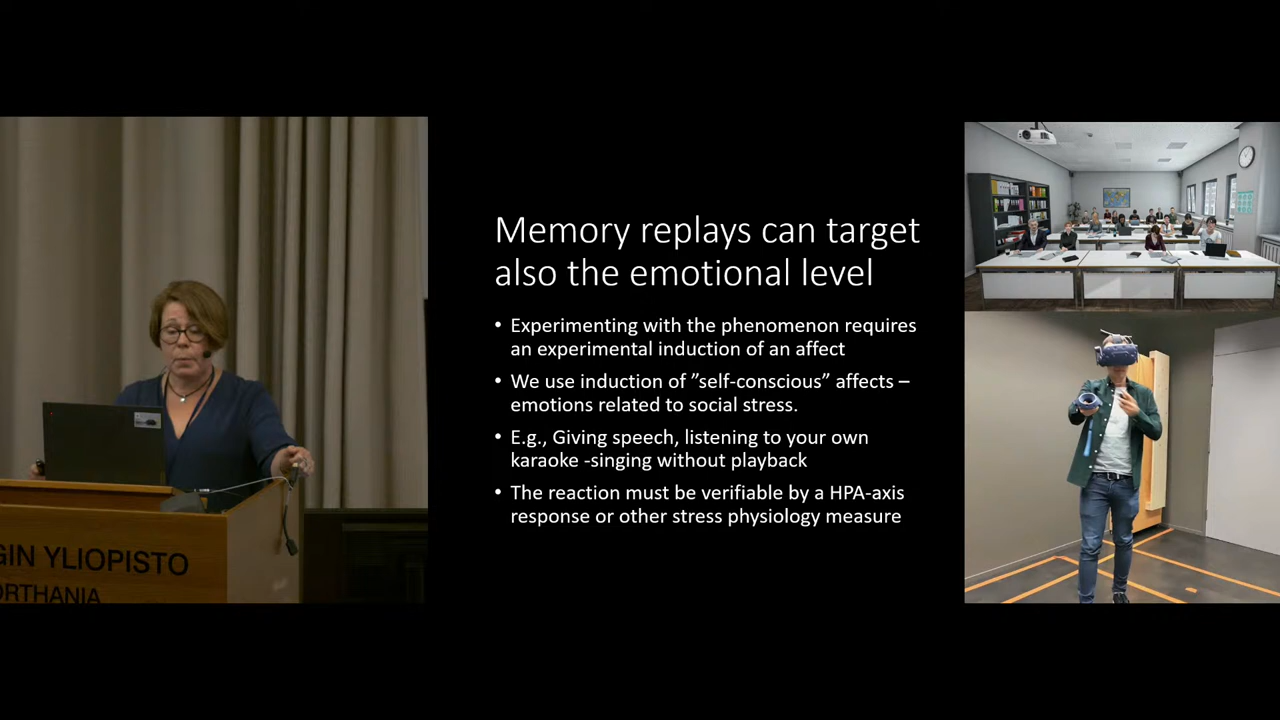 Memory replays can target
also the emotional level
• Experimenting with the phenomenon requires
an experimental induction of an affect
• We use induction of ”self-conscious” affects –
emotions related to social stress.
• E.g., Giving speech, listening to your own
karaoke -singing without playback
• The reaction must be verifiable by a HPA-axis
response or other stress physiology measure
GIN YLIOPISTO
ORTHANIA